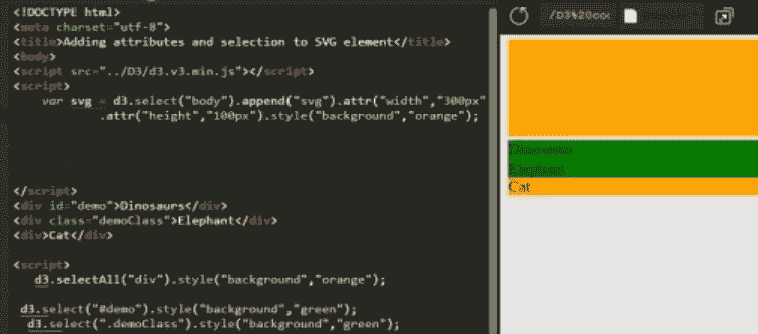 <!DOCTYPE html>
<meta charset="utf-8">
<title>Adding attributes and selection to SVG element</title>
<body>
<script src="../D3/d3.v3.min.js"></script>
<script>
var svg = d3.select("body").append("svg").attr("width","300px"
.attr("height","100px").style("background","orange");
</script>
<div id="demo">Dinosaurs</div>
<div class="demoClass">Elephant</div>
<div>Cat</div>
<script>
d3.selectAll("div").style("background","orange");
d3.select("#demo").style("background","green");
d3.select(".demoClass").style("background","green");
Dinosaurs
Elephant
Cat